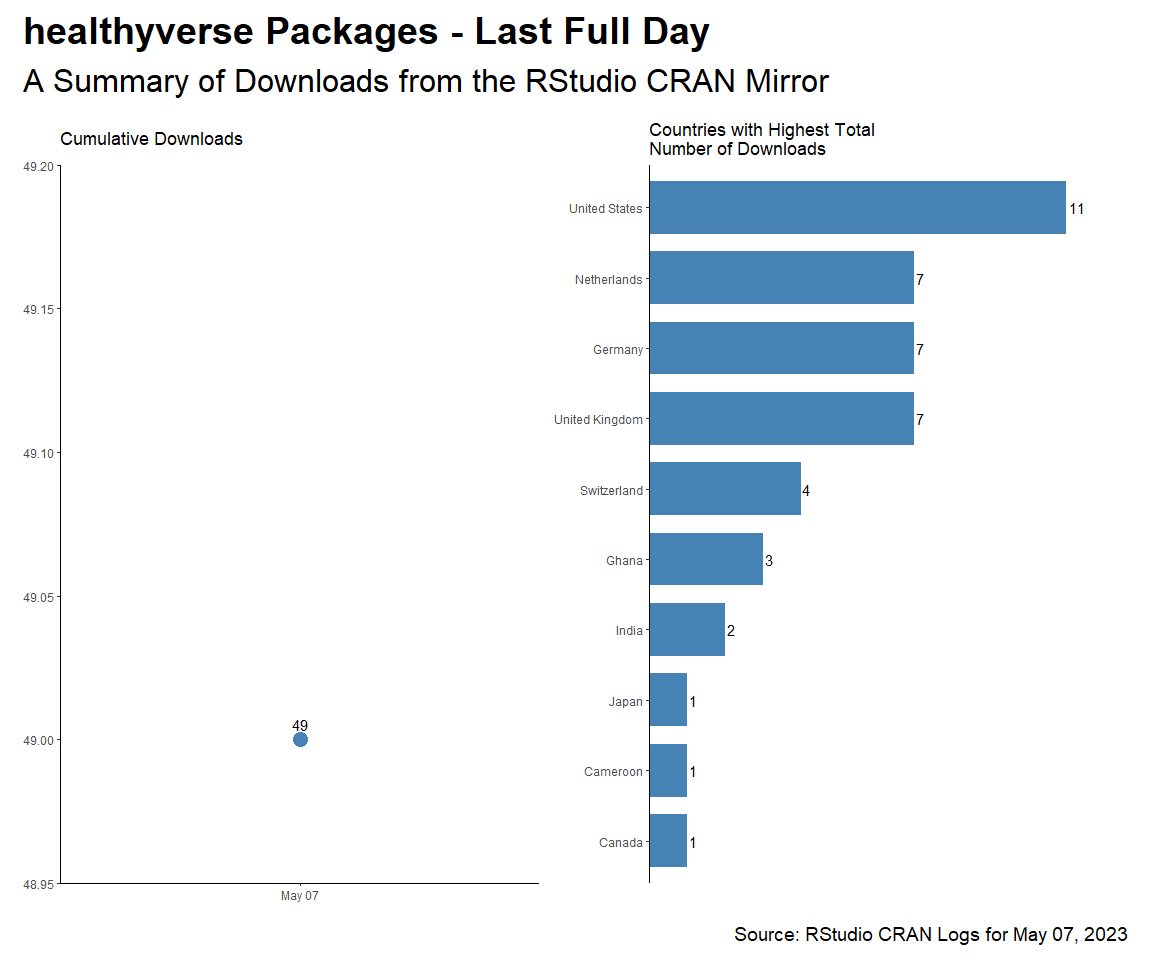 healthyverse Packages - Last Full Day
A Summary of Downloads from the RStudio CRAN Mirror
Cumulative Downloads
49.20
49.15
49.10
49.05
49.00
48.95
49
May 07
Countries with Highest Total
Number of Downloads
United States 11
Netherlands 7
Germany 7
United Kingdom 7
Switzerland 4
Ghana 3
India 2
Japan 1
Cameroon 1
Canada 1
Source: RStudio CRAN Logs for May 07, 2023